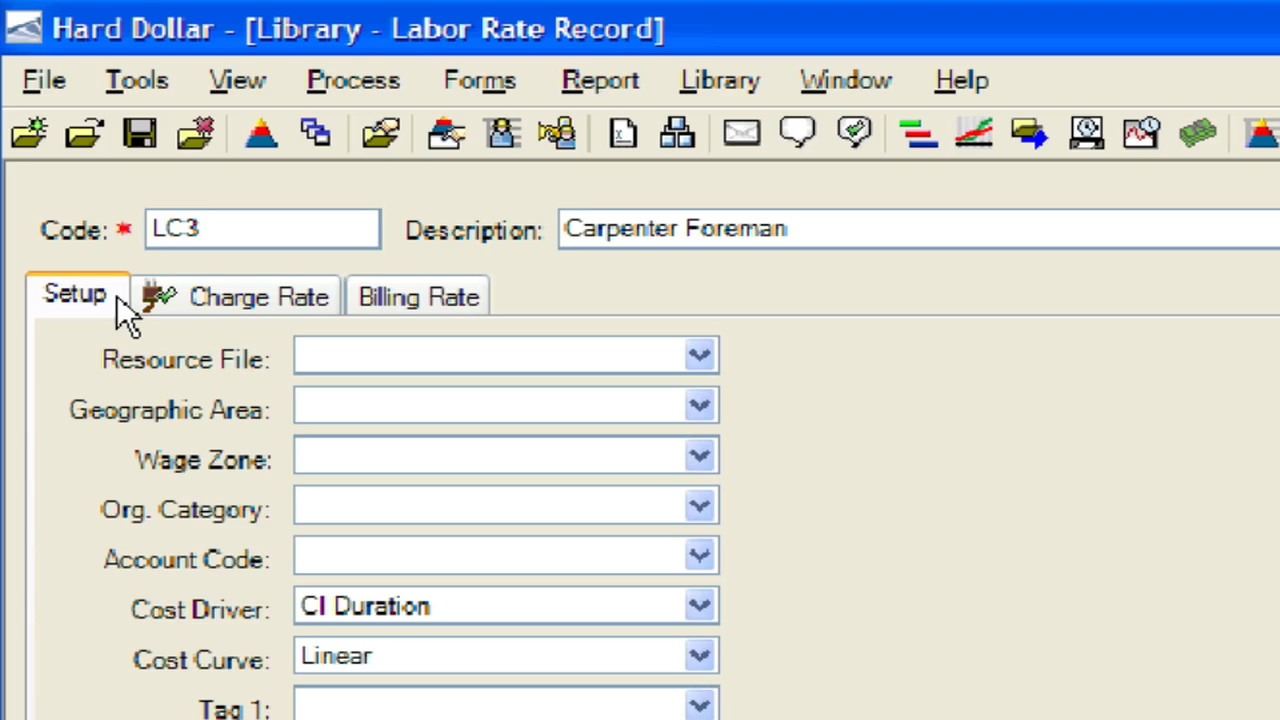 Hard Dollar - [Library - Labor Rate Record]
File Tools View Process Forms Report Library Window Help
Code: * LC3 Description: Carpenter Foreman
Setup Charge Rate Billing Rate
Resource File:
Geographic Area:
Wage Zone:
Org. Category:
Account Code:
Cost Driver: CI Duration
Cost Curve: Linear
Tag 1: